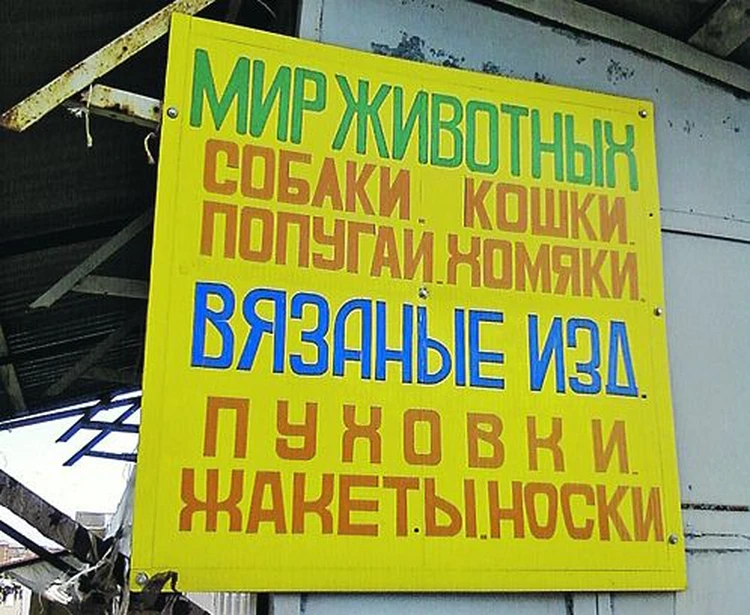 МИР ЖИВОТНЫХ
СОБАКИ. КОШКИ.
ПОПУГАИ. ХОМЯКИ.
ВЯЗАНЫЕ ИЗД.
ПУХОВКИ.
ЖАКЕТЫ. НОСКИ